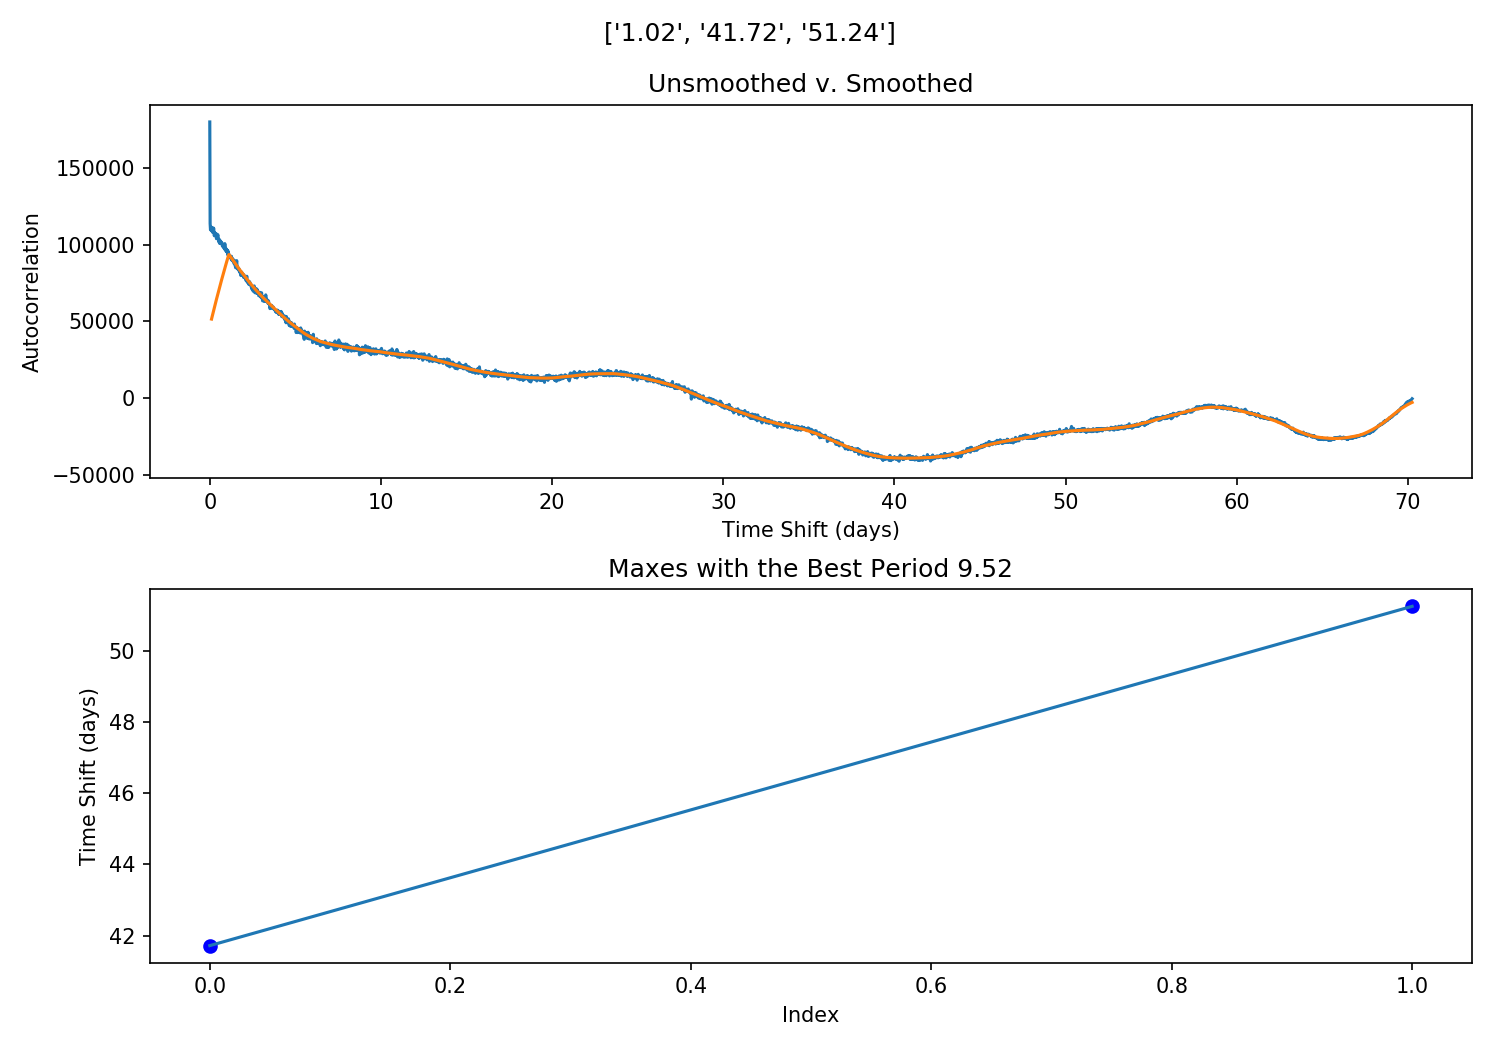 ['1.02', '41.72', '51.24']
Unsmoothed v. Smoothed
Autocorrelation
150000
100000
50000
0
−50000
0 10 20 30 40 50 60 70
Time Shift (days)
Maxes with the Best Period 9.52
Time Shift (days)
50
48
46
44
42
0.0 0.2 0.4 0.6 0.8 1.0
Index